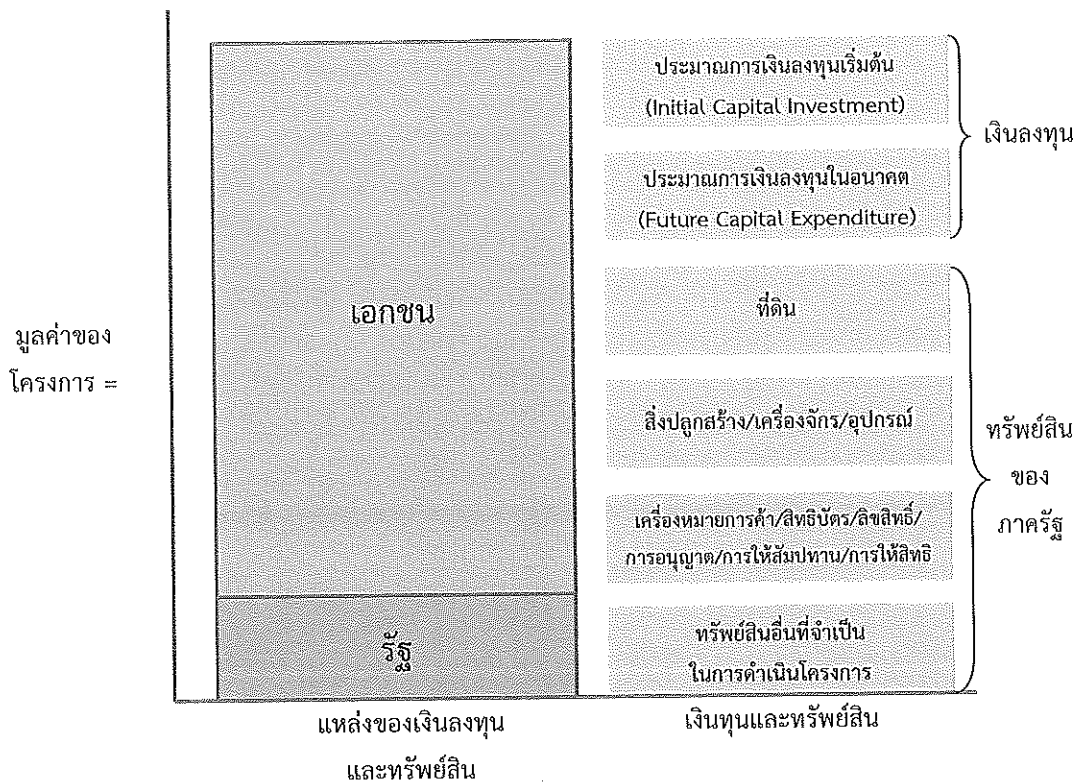 มูลค่าของ
โครงการ =
เอกชน
รัฐ
ประมาณการเงินลงทุนเริ่มต้น
(Initial Capital Investment)
ประมาณการเงินลงทุนในอนาคต
(Future Capital Expenditure)
เงินลงทุน
ที่ดิน
สิ่งปลูกสร้าง/เครื่องจักร/อุปกรณ์
เครื่องหมายการค้า/สิทธิบัตร/ลิขสิทธิ์/
การอนุญาต/การให้สัมปทาน/การให้สิทธิ
ทรัพย์สินอื่นที่จำเป็น
ในการดำเนินโครงการ
ทรัพย์สิน
ของ
ภาครัฐ
แหล่งของเงินลงทุน
และทรัพย์สิน
เงินทุนและทรัพย์สิน